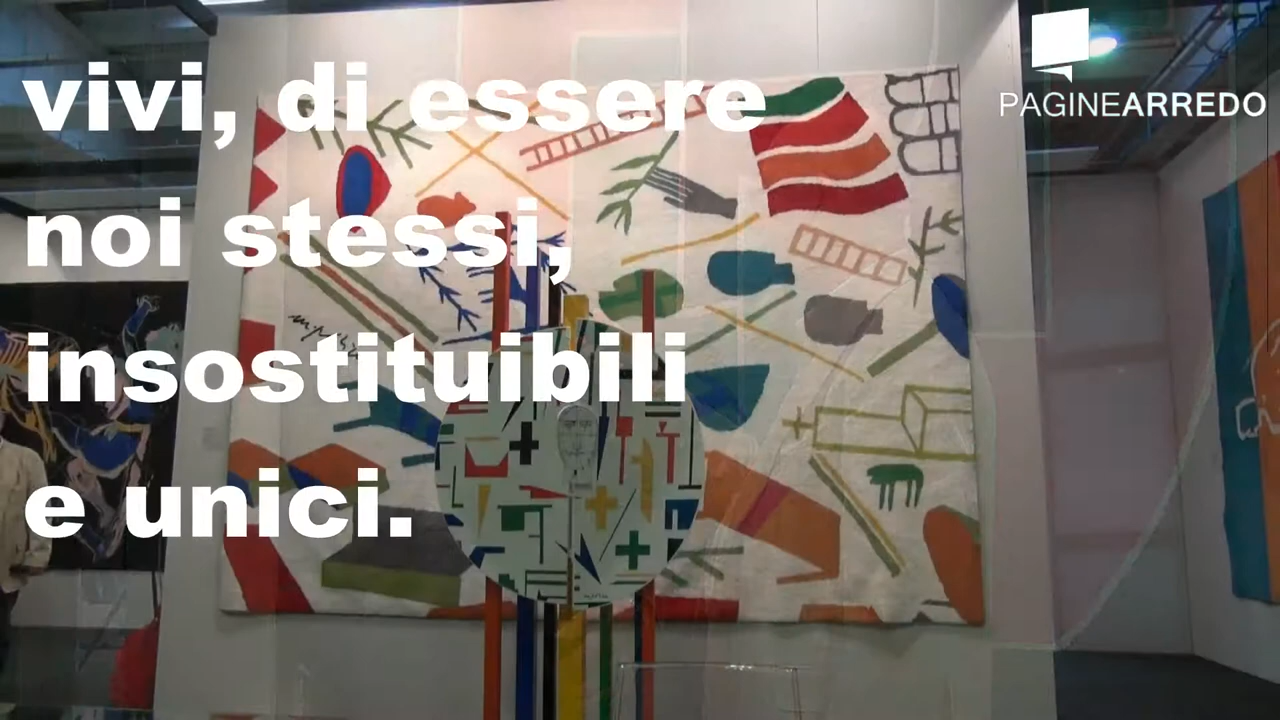 vivi, di essere
noi stessi,
insostituibili
e unici.
PAGINEARREDO